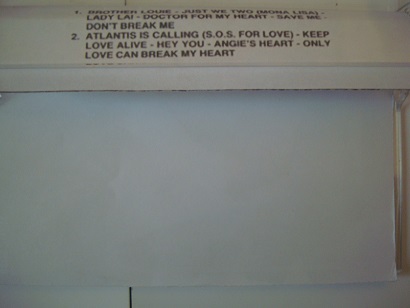 1. BROTHER LOUIE - JUST WE TWO (MONA LISA) -
LADY LAI - DOCTOR FOR MY HEART - SAVE ME -
DON'T BREAK ME
2. ATLANTIS IS CALLING (S.O.S. FOR LOVE) - KEEP
LOVE ALIVE - HEY YOU - ANGIE'S HEART - ONLY
LOVE CAN BREAK MY HEART